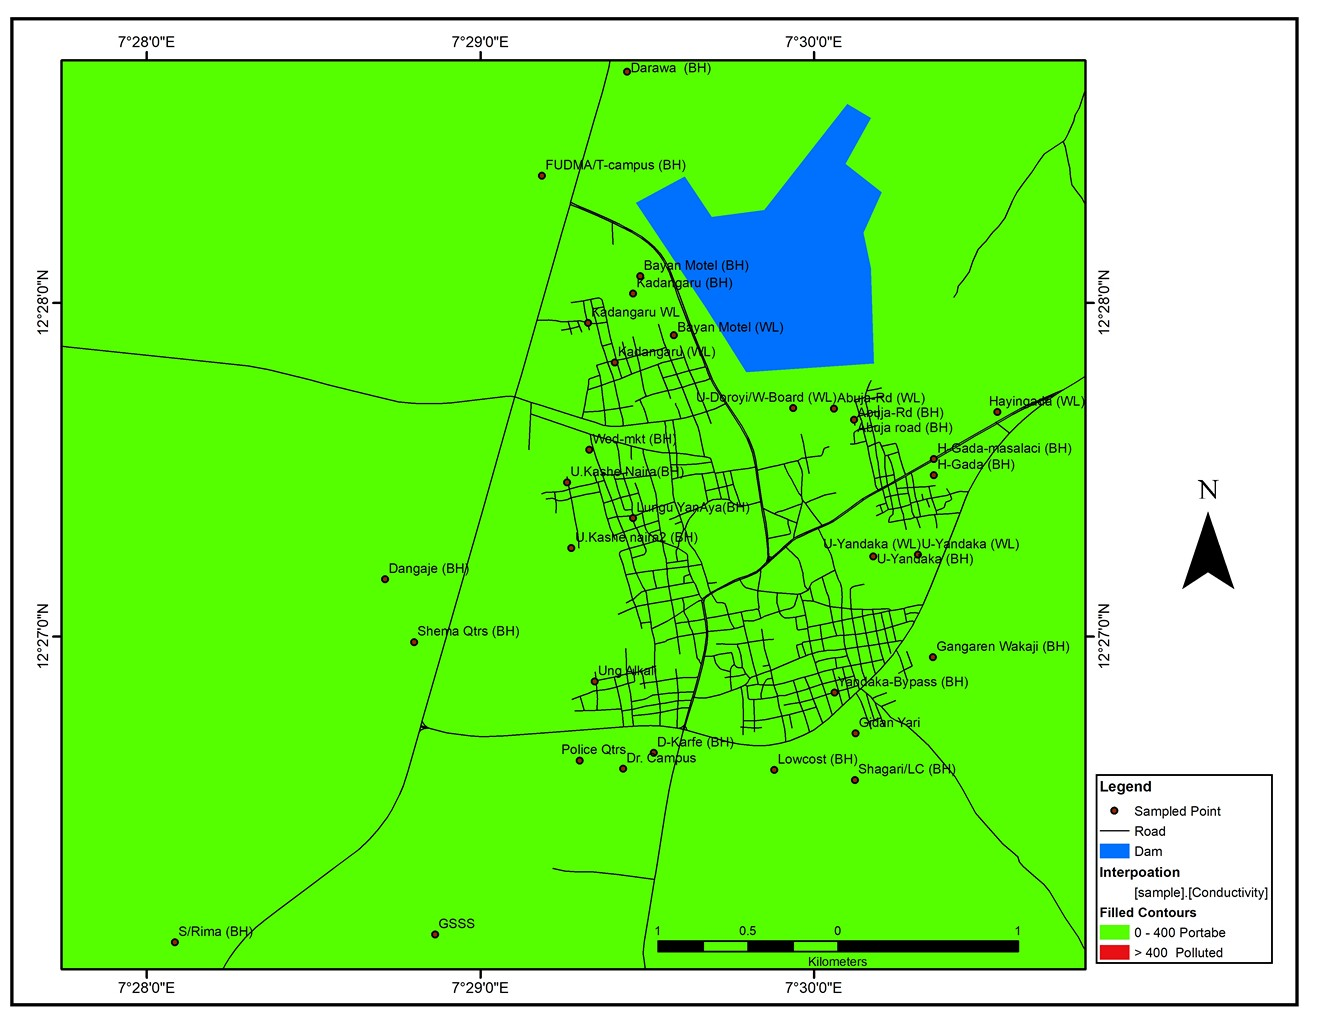 7°28'0"E 7°29'0"E 7°30'0"E
Darawa (BH)
FUDMA/T-campus (BH)
Bayan Motel (BH)
Kadangaru (BH)
12°28'0"N 12°28'0"N
Kadangaru WL
Bayan Motel (WL)
Kadangaru (WL)
U-Doroyi/W-Board (WL) Abuja-Rd (WL) Hayingada (WL)
Abuja-Rd (BH)
Abuja road (BH)
Wed-mkt (BH)
H-Gada-masalaci (BH)
H-Gada (BH)
U.Kashe Naira(BH)
N
Lungu YanAya(BH)
U.Kashe naira2 (BH)
U-Yandaka (WL) U-Yandaka (WL)
U-Yandaka (BH)
Dangaje (BH)
12°27'0"N 12°27'0"N
Shema Qtrs (BH)
Gangaren Wakaji (BH)
Ung Alkali
Yandaka-Bypass (BH)
Gidan Yari
D-Karfe (BH)
Police Qtrs
Dr. Campus
Lowcost (BH)
Shagari/LC (BH)
Legend
Sampled Point
Road
Dam
Interpoation
[sample].[Conductivity]
Filled Contours
0 - 400 Portabe
> 400 Polluted
S/Rima (BH)
GSSS
1 0.5 0 1
Kilometers
7°28'0"E 7°29'0"E 7°30'0"E